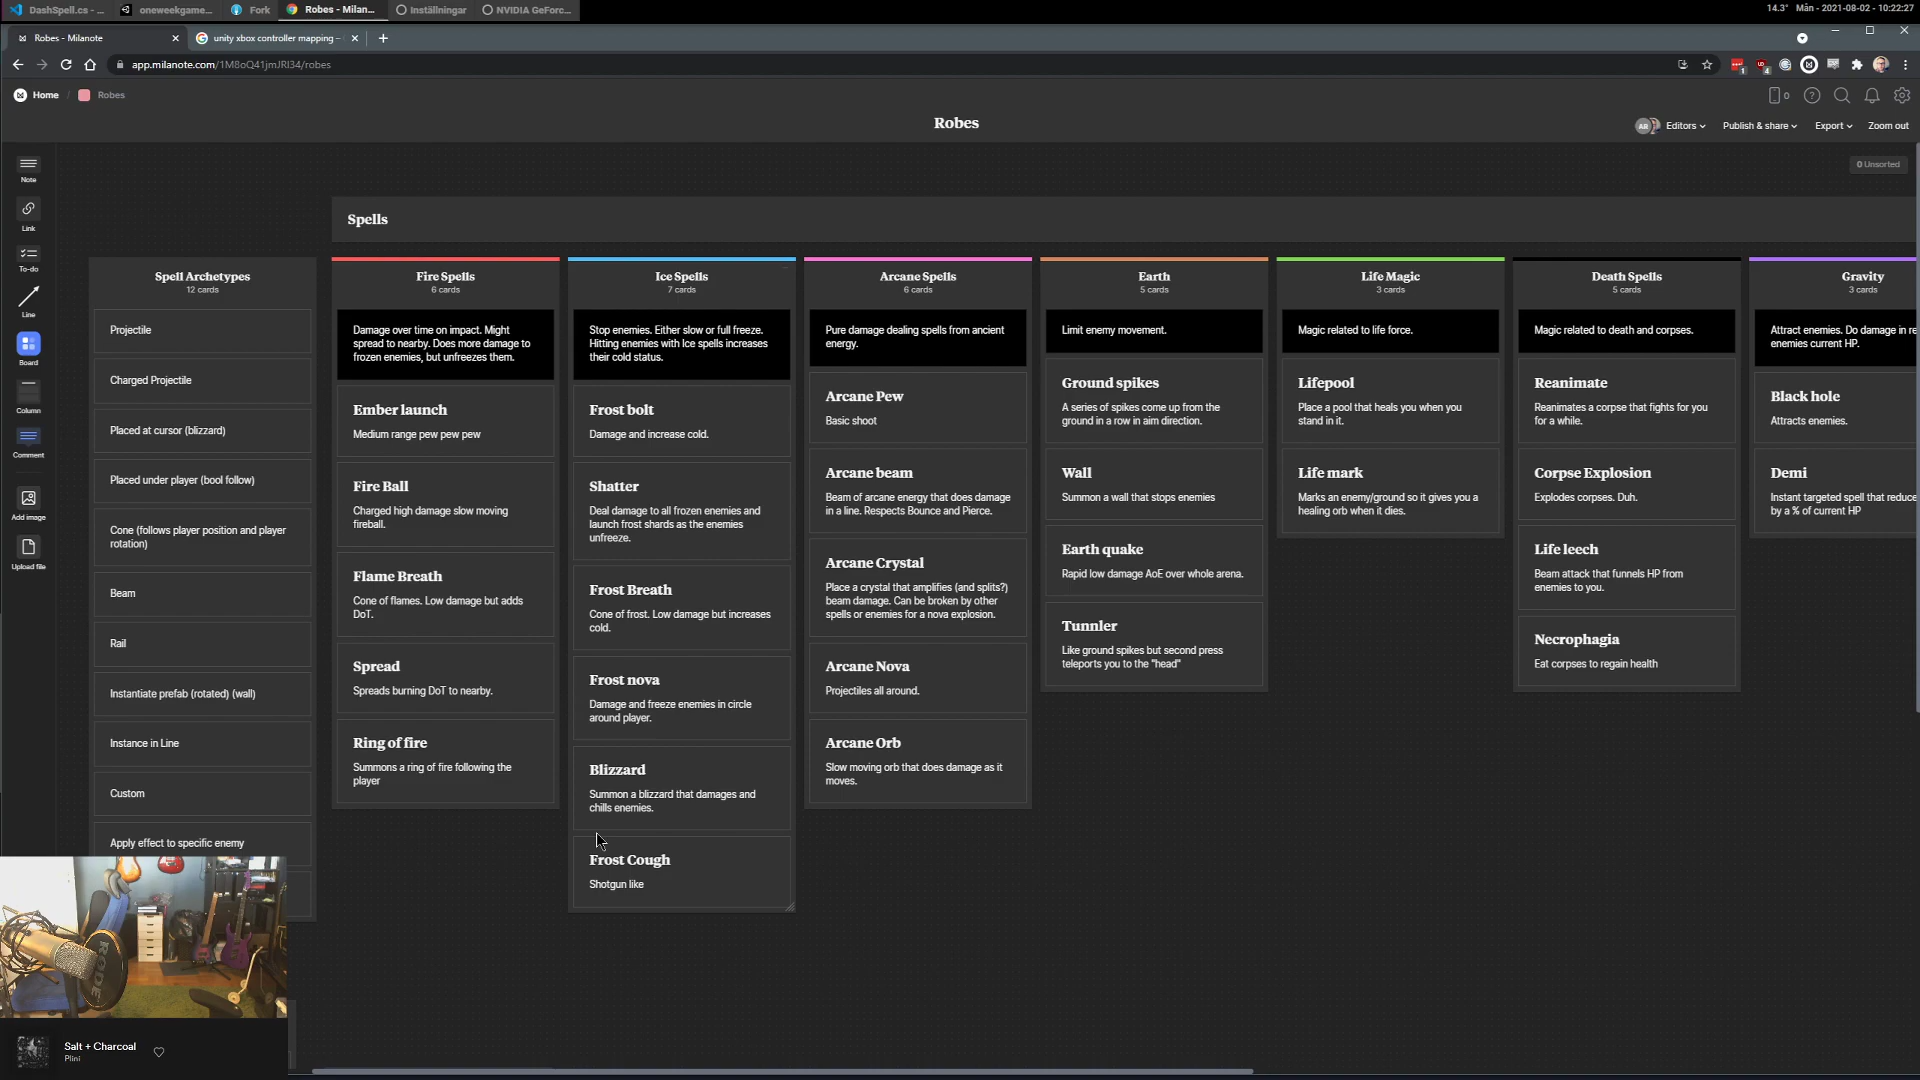 DashSpell.cs - ...
oneweekgame...
Fork
Robes - Milan...
Inställningar
NVIDIA GeForc...
14.3° Mån - 2021-08-02 - 10:22:27
Robes - Milanote
unity xbox controller mapping -
app.milanote.com/1M8oQ41jmJRI34/robes
1
4
Home / Robes
0
Robes
AR
Editors
Publish & share
Export
Zoom out
0 Unsorted
Note
Link
To-do
Line
Board
Column
Comment
Add image
Upload file
Spells
Spell Archetypes
12 cards
Projectile
Charged Projectile
Placed at cursor (blizzard)
Placed under player (bool follow)
Cone (follows player position and player
rotation)
Beam
Rail
Instantiate prefab (rotated) (wall)
Instance in Line
Custom
Apply effect to specific enemy
Fire Spells
6 cards
Damage over time on impact. Might
spread to nearby. Does more damage to
frozen enemies, but unfreezes them.
Ember launch
Medium range pew pew pew
Fire Ball
Charged high damage slow moving
fireball.
Flame Breath
Cone of flames. Low damage but adds
DoT.
Spread
Spreads burning DoT to nearby.
Ring of fire
Summons a ring of fire following the
player
Ice Spells
7 cards
Stop enemies. Either slow or full freeze.
Hitting enemies with Ice spells increases
their cold status.
Frost bolt
Damage and increase cold.
Shatter
Deal damage to all frozen enemies and
launch frost shards as the enemies
unfreeze.
Frost Breath
Cone of frost. Low damage but increases
cold.
Frost nova
Damage and freeze enemies in circle
around player.
Blizzard
Summon a blizzard that damages and
chills enemies.
Frost Cough
Shotgun like
Arcane Spells
6 cards
Pure damage dealing spells from ancient
energy.
Arcane Pew
Basic shoot
Arcane beam
Beam of arcane energy that does damage
in a line. Respects Bounce and Pierce.
Arcane Crystal
Place a crystal that amplifies (and splits?)
beam damage. Can be broken by other
spells or enemies for a nova explosion.
Arcane Nova
Projectiles all around.
Arcane Orb
Slow moving orb that does damage as it
moves.
Earth
5 cards
Limit enemy movement.
Ground spikes
A series of spikes come up from the
ground in a row in aim direction.
Wall
Summon a wall that stops enemies
Earth quake
Rapid low damage AoE over whole arena.
Tunnler
Like ground spikes but second press
teleports you to the "head"
Life Magic
3 cards
Magic related to life force.
Lifepool
Place a pool that heals you when you
stand in it.
Life mark
Marks an enemy/ground so it gives you a
healing orb when it dies.
Death Spells
5 cards
Magic related to death and corpses.
Reanimate
Reanimates a corpse that fights for you
for a while.
Corpse Explosion
Explodes corpses. Duh.
Life leech
Beam attack that funnels HP from
enemies to you.
Necrophagia
Eat corpses to regain health
Gravity
3 cards
Attract enemies. Do damage in re
enemies current HP.
Black hole
Attracts enemies.
Demi
Instant targeted spell that reduce
by a % of current HP
RODE
Salt + Charcoal
Plini